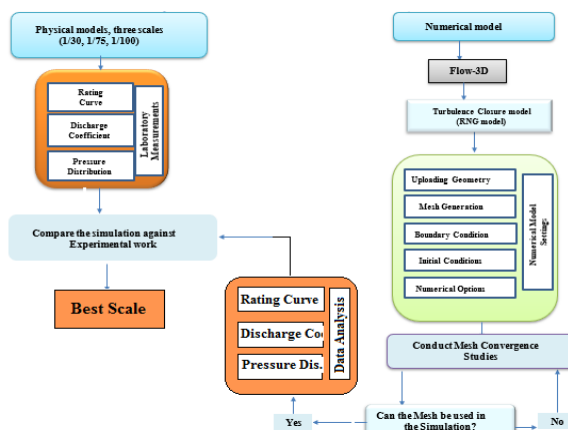 Physical models, three scales
(1/30, 1/75, 1/100)
Rating
Curve
Discharge
Coefficient
Pressure
Distribution
Laboratory
Measurements
Compare the simulation against
Experimental work
Best Scale
Rating Curve
Discharge Co
Pressure Dis.
Data Analysis
Numerical model
Flow-3D
Turbulence Closure model
(RNG model)
Uploading Geometry
Mesh Generation
Boundary Condition
Initial Conditions
Numerical Options
Numerical Model
Settings
Conduct Mesh Convergence
Studies
Can the Mesh be used in
the Simulation?
Yes
No